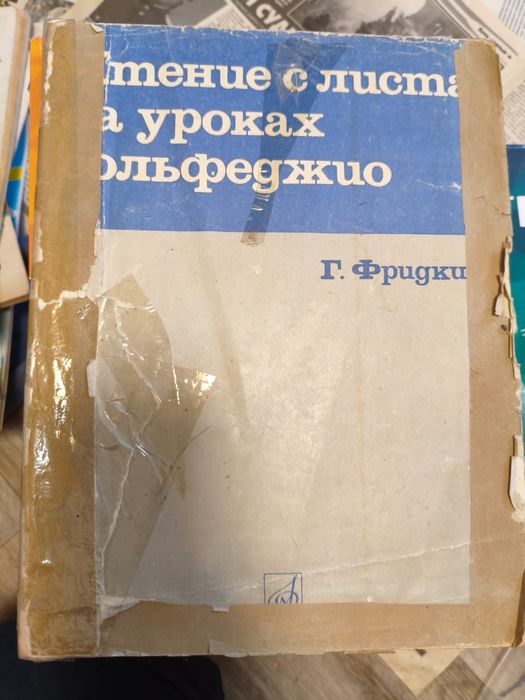 тение с листа
а уроках
ольфеджио
Г. Фридки